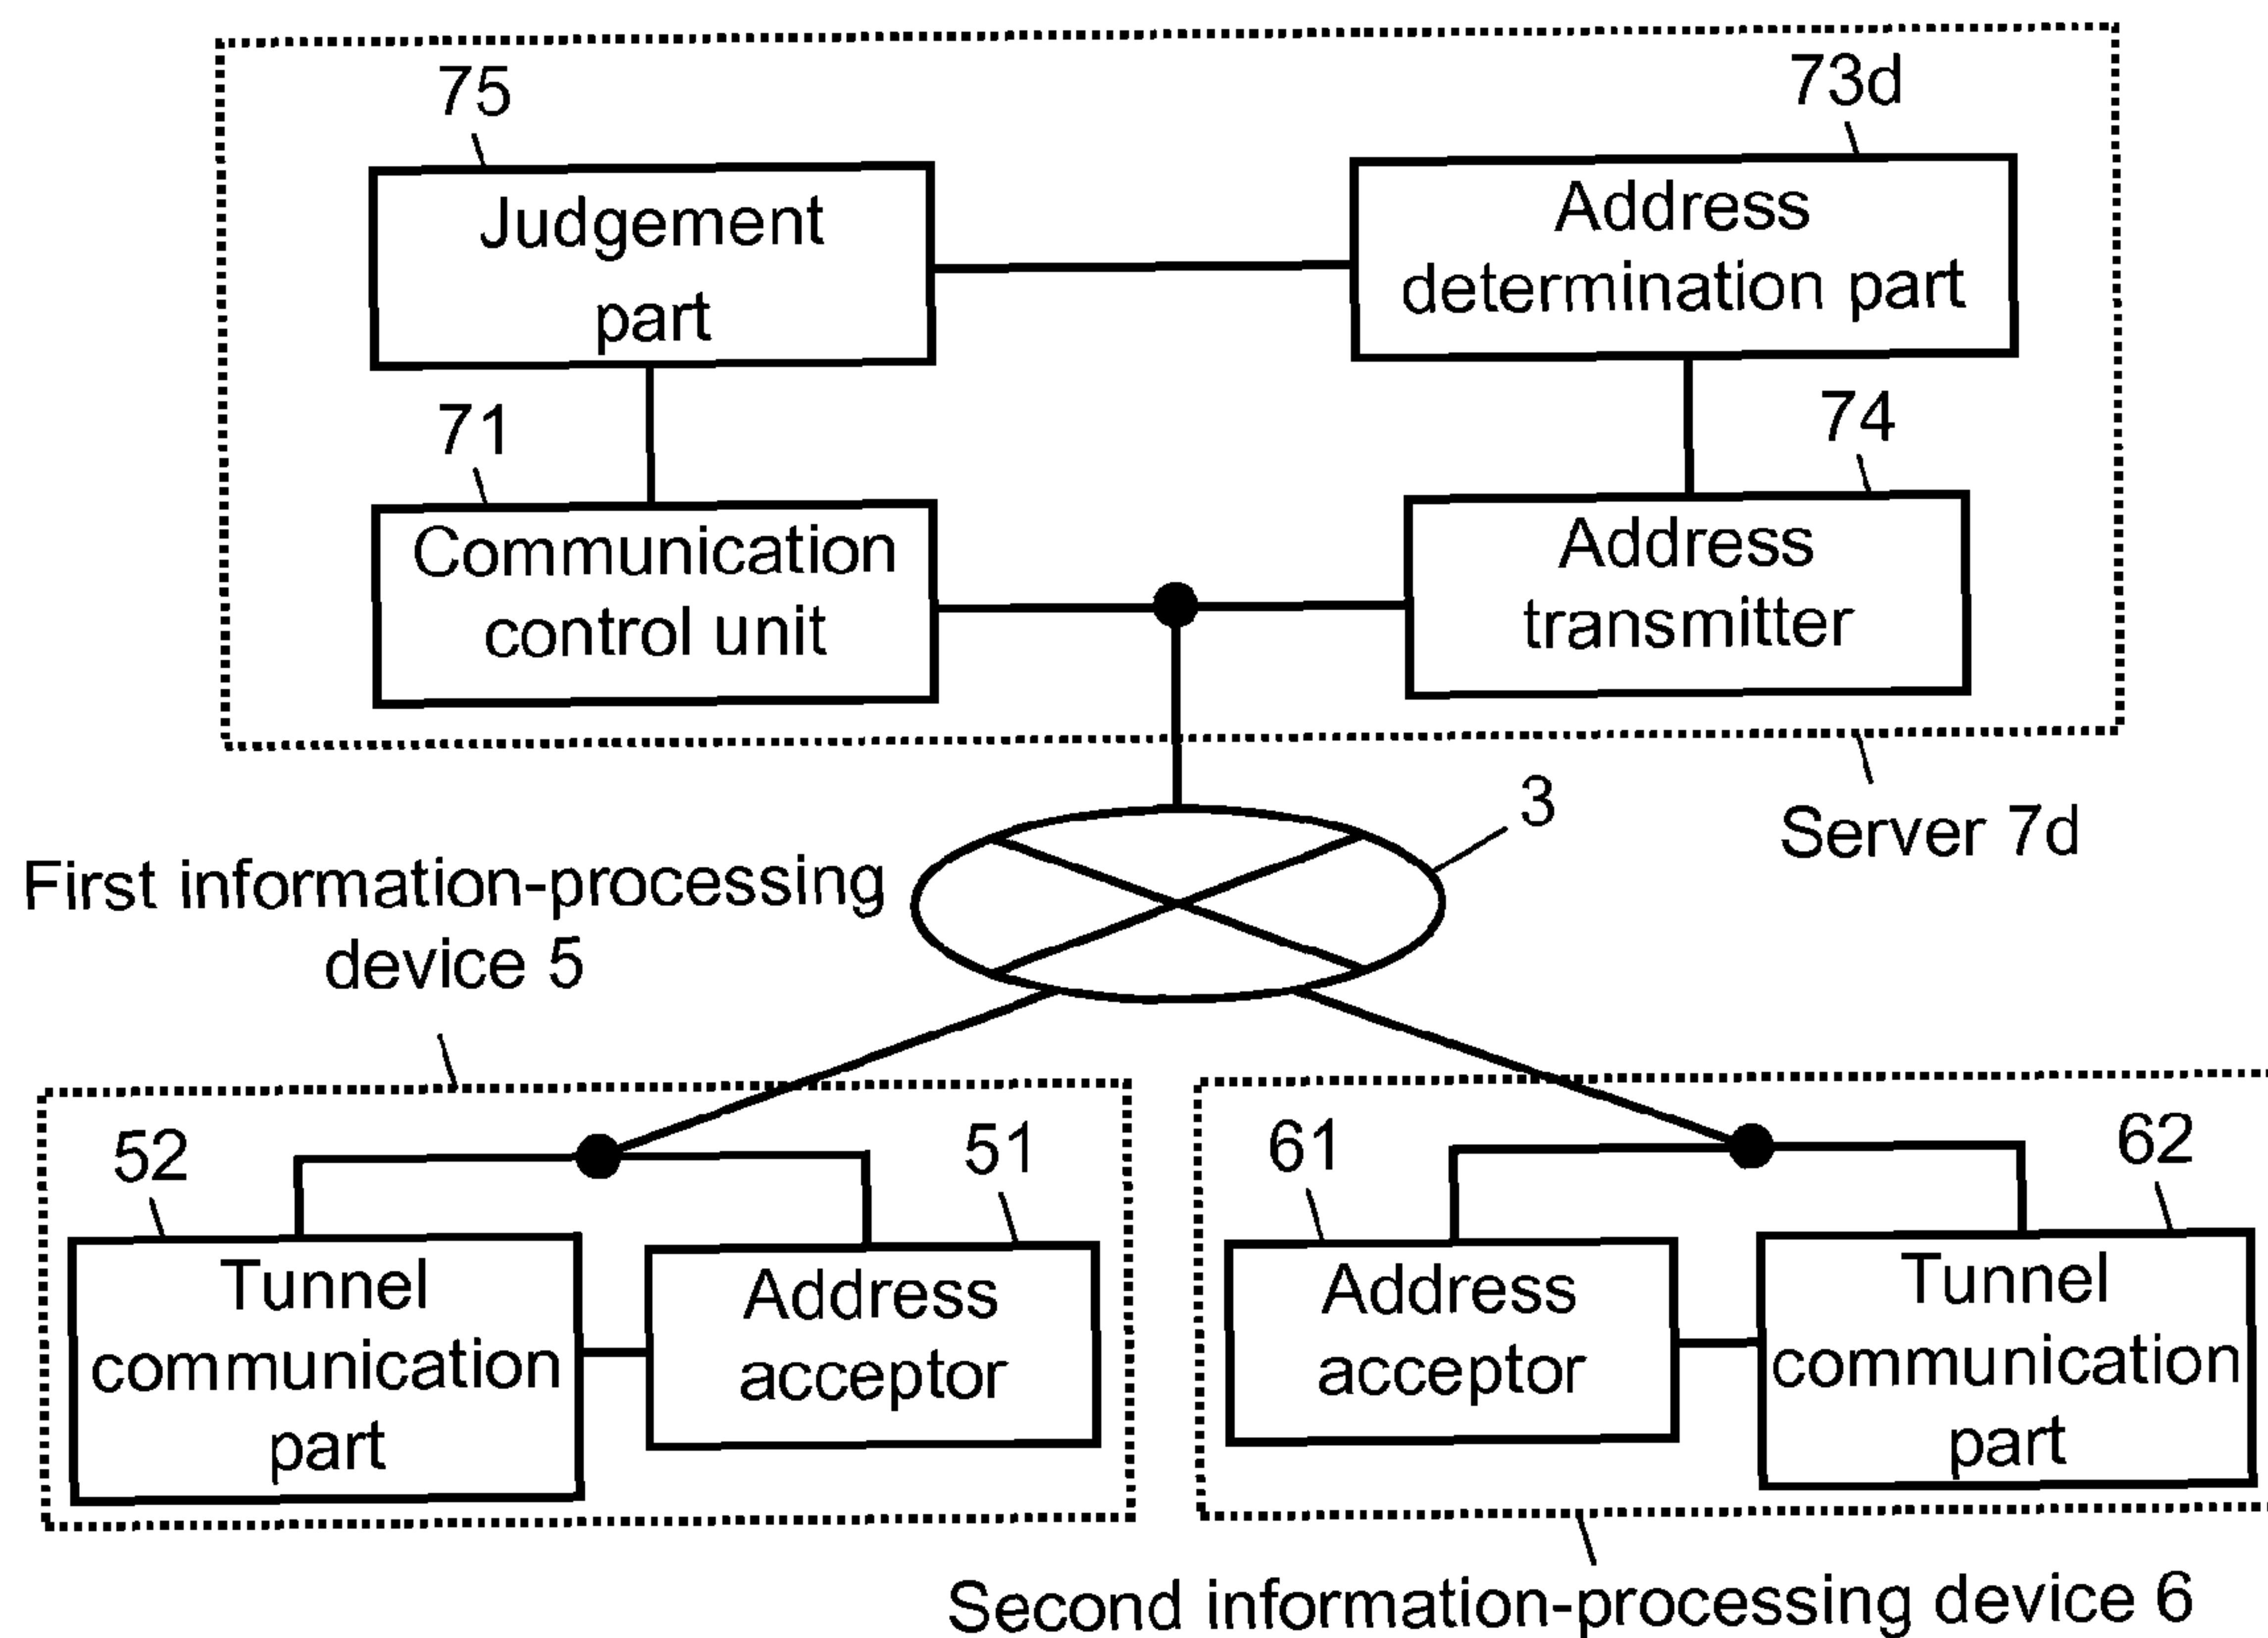 75
73d
Judgement
part
Address
determination part
71
74
Communication
control unit
Address
transmitter
3
Server 7d
First information-processing
device 5
52
51
61
62
Tunnel
communication
part
Address
acceptor
Address
acceptor
Tunnel
communication
part
Second information-processing device 6